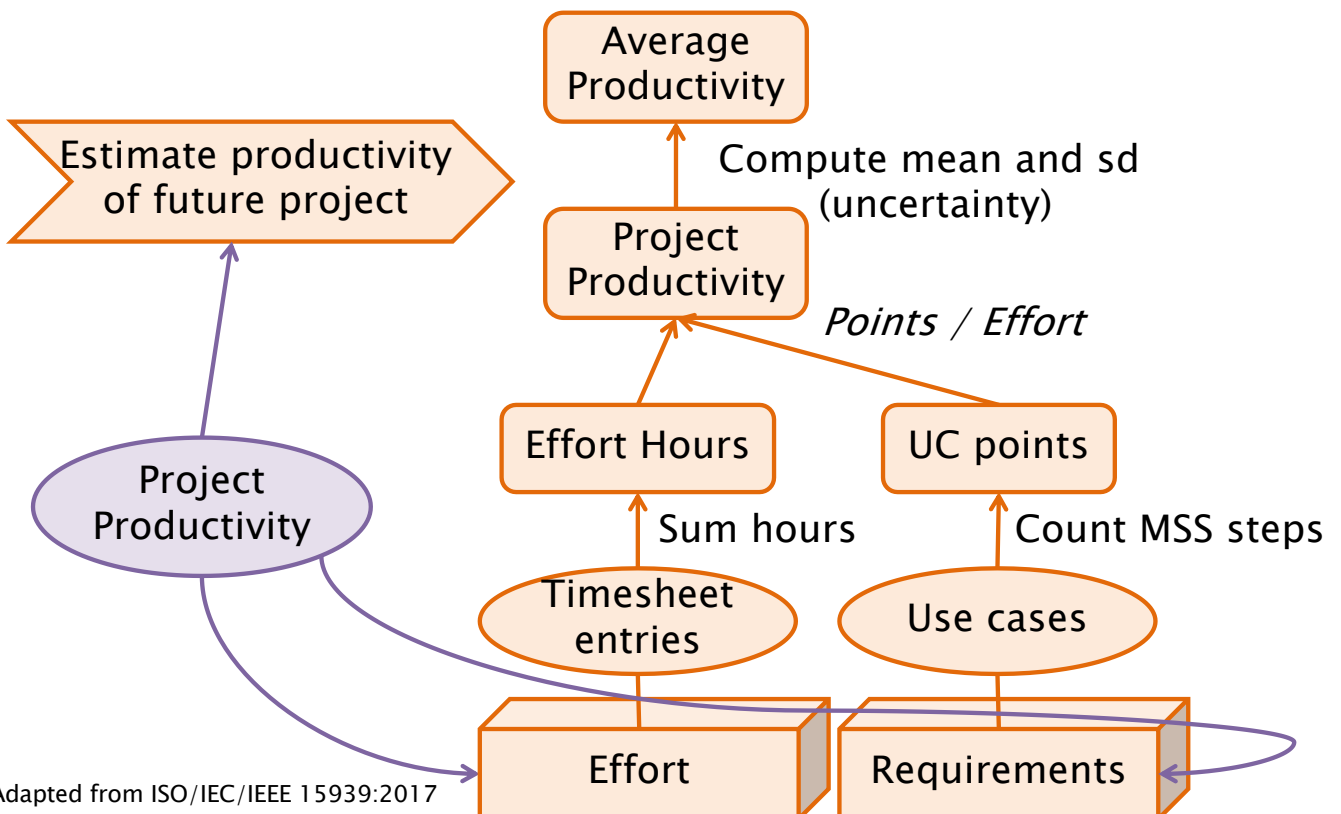 Average
Productivity
Estimate productivity
of future project
Compute mean and sd
(uncertainty)
Project
Productivity
Points / Effort
Effort Hours
UC points
Project
Productivity
Sum hours
Count MSS steps
Timesheet
entries
Use cases
Effort
Requirements
Adapted from ISO/IEC/IEEE 15939:2017